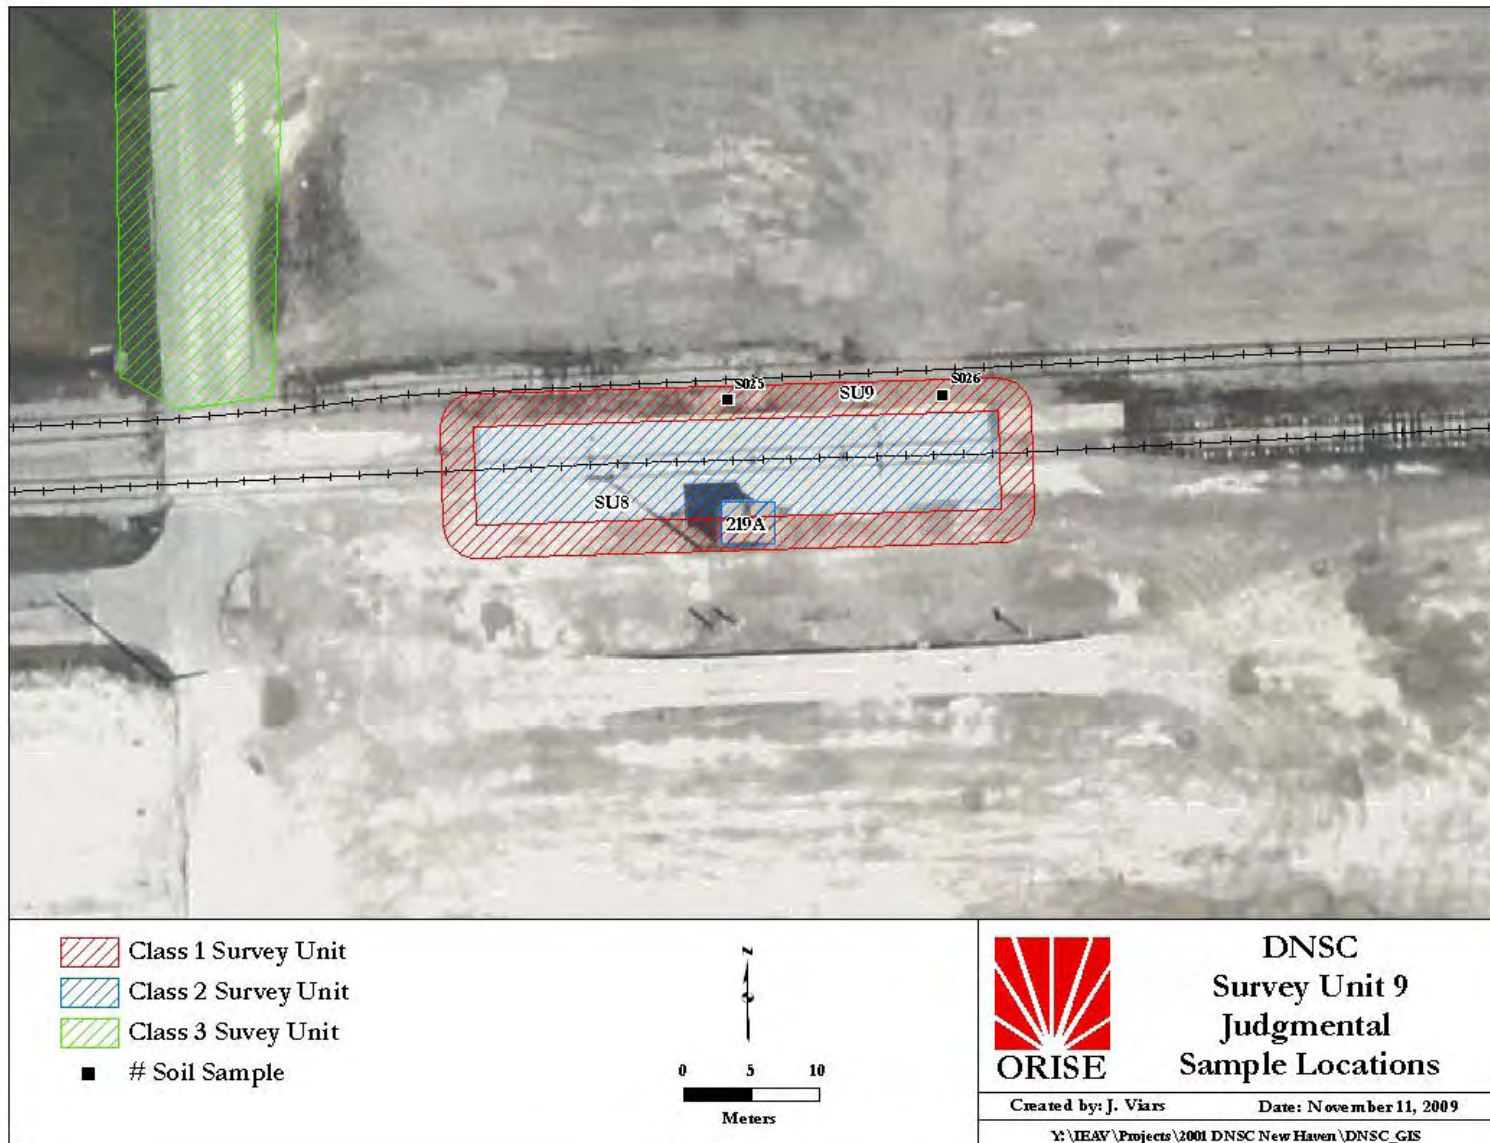 S025
S026
SU9
SU8
219A
Class 1 Survey Unit
Class 2 Survey Unit
Class 3 Suvey Unit
# Soil Sample
N
0 5 10
Meters
ORISE
DNSC
Survey Unit 9
Judgmental
Sample Locations
Created by: J. Viars Date: November 11, 2009
Y:\IEAV\Projects\2001 DNSC New Haven\DNSC_GIS